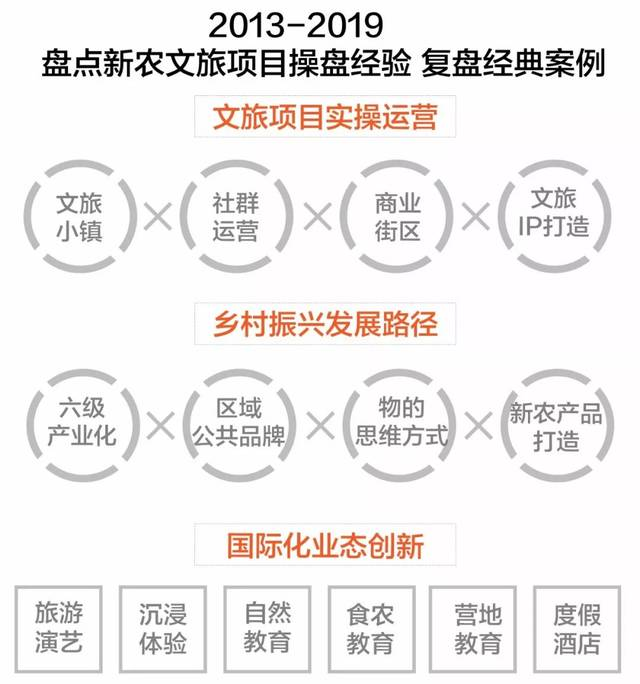 2013-2019
盘点新农文旅项目操盘经验 复盘经典案例
文旅项目实操运营
文旅
小镇
×
社群
运营
×
商业
街区
×
文旅
IP打造
乡村振兴发展路径
六级
产业化
×
区域
公共品牌
×
物的
思维方式
×
新农产品
打造
国际化业态创新
旅游
演艺
沉浸
体验
自然
教育
食农
教育
营地
教育
度假
酒店